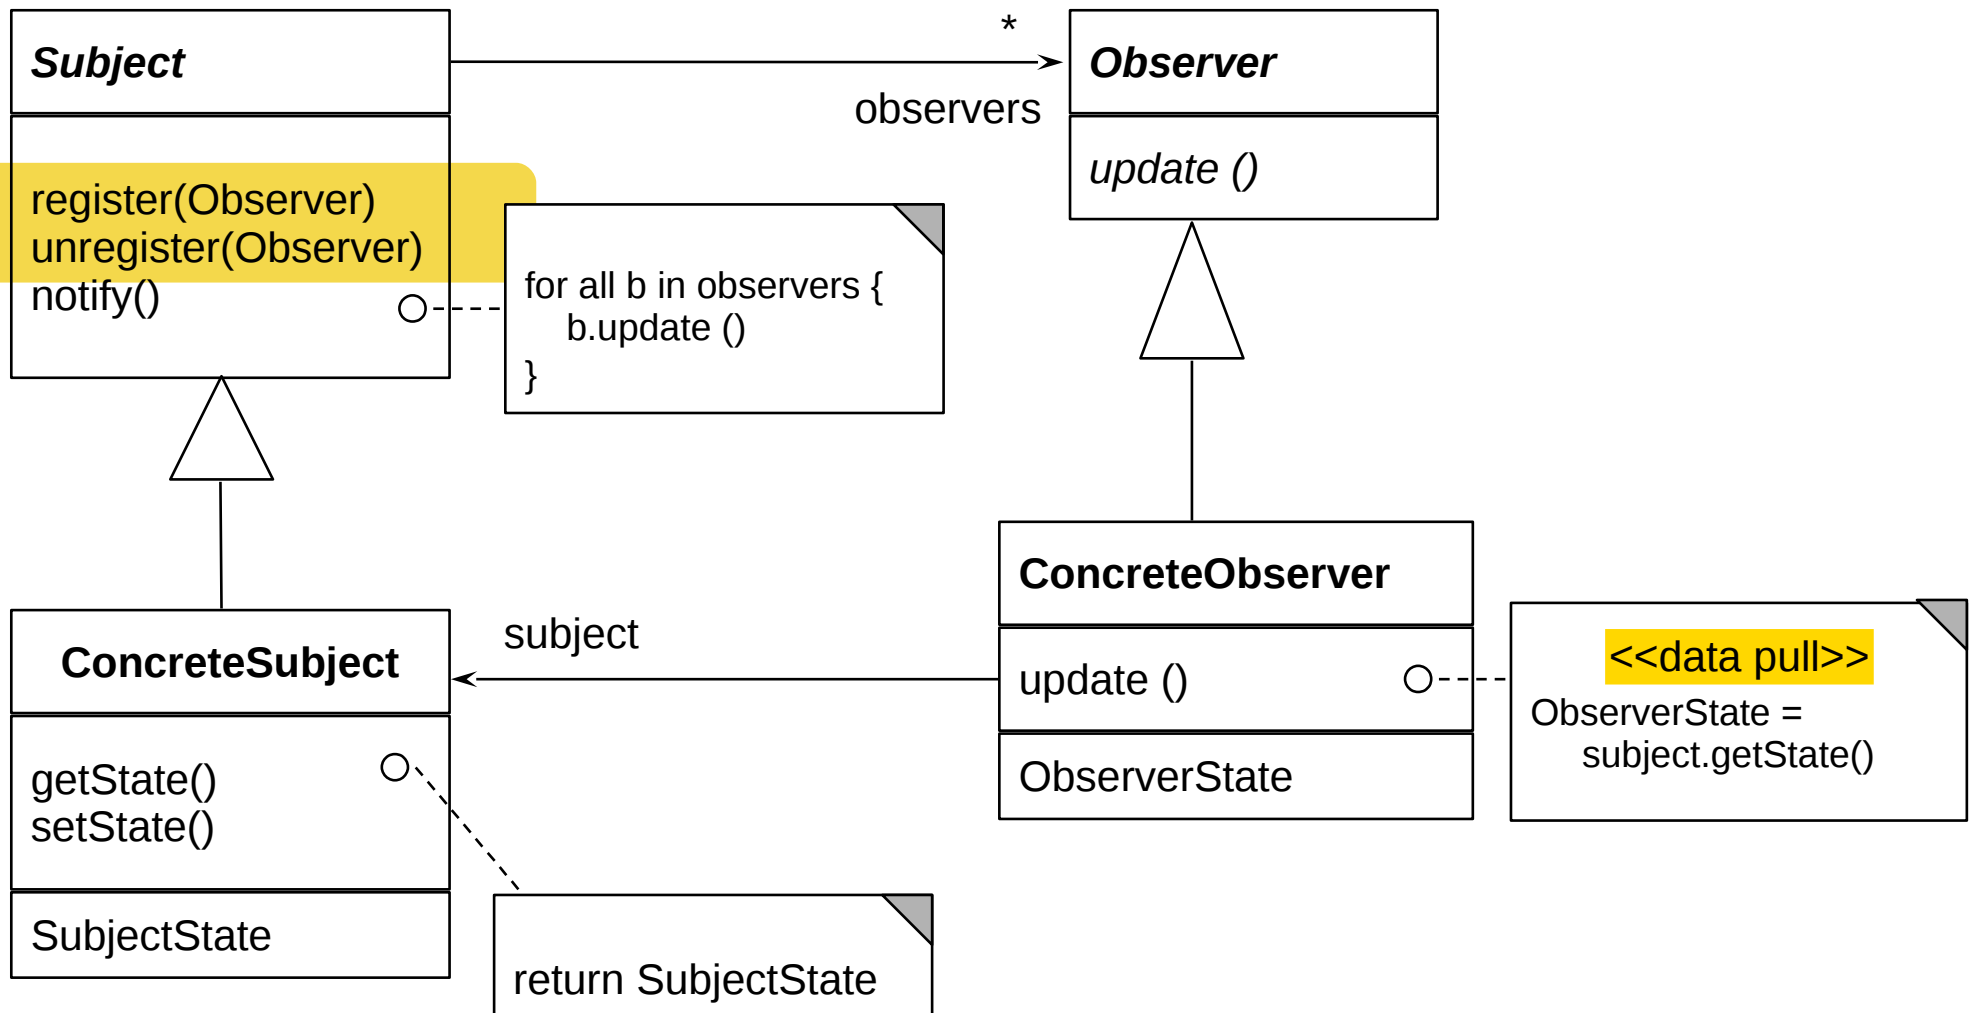 Subject
register(Observer)
unregister(Observer)
notify()
*
observers
Observer
update ()
for all b in observers {
b.update ()
}
ConcreteSubject
getState()
setState()
SubjectState
subject
ConcreteObserver
update ()
ObserverState
<<data pull>>
ObserverState =
subject.getState()
return SubjectState